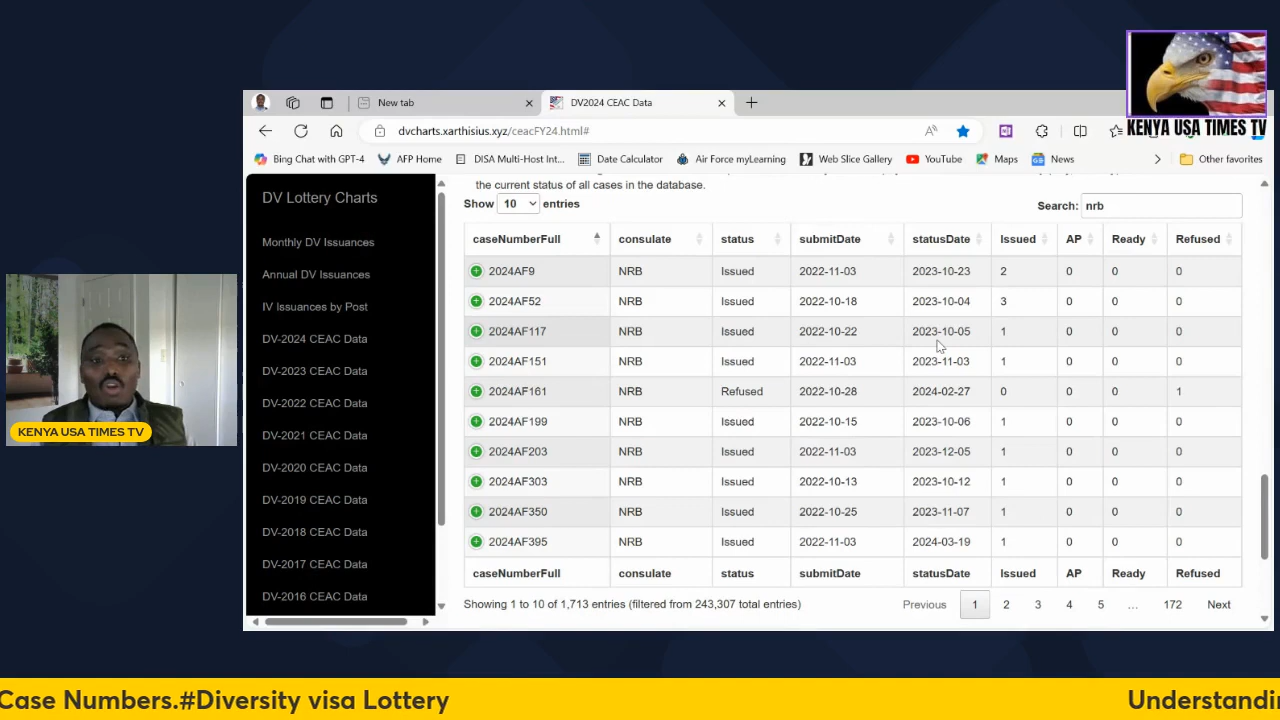 New tab
DV2024 CEAC Data
dvcharts.xarthisius.xyz/ceacFY24.html#
KENYA USA TIMES TV
Bing Chat with GPT-4 AFP Home DISA Multi-Host Int... Date Calculator Air Force myLearning Web Slice Gallery YouTube Maps News Other favorites
DV Lottery Charts
Monthly DV Issuances
Annual DV Issuances
IV Issuances by Post
DV-2024 CEAC Data
DV-2023 CEAC Data
DV-2022 CEAC Data
DV-2021 CEAC Data
DV-2020 CEAC Data
DV-2019 CEAC Data
DV-2018 CEAC Data
DV-2017 CEAC Data
DV-2016 CEAC Data
the current status of all cases in the database.
Show 10 entries Search: nrb
caseNumberFull consulate status submitDate statusDate Issued AP Ready Refused
2024AF9 NRB Issued 2022-11-03 2023-10-23 2 0 0 0
2024AF52 NRB Issued 2022-10-18 2023-10-04 3 0 0 0
2024AF117 NRB Issued 2022-10-22 2023-10-05 1 0 0 0
2024AF151 NRB Issued 2022-11-03 2023-11-03 1 0 0 0
2024AF161 NRB Refused 2022-10-28 2024-02-27 0 0 0 1
2024AF199 NRB Issued 2022-10-15 2023-10-06 1 0 0 0
2024AF203 NRB Issued 2022-11-03 2023-12-05 1 0 0 0
2024AF303 NRB Issued 2022-10-13 2023-10-12 1 0 0 0
2024AF350 NRB Issued 2022-10-25 2023-11-07 1 0 0 0
2024AF395 NRB Issued 2022-11-03 2024-03-19 1 0 0 0
caseNumberFull consulate status submitDate statusDate Issued AP Ready Refused
Showing 1 to 10 of 1,713 entries (filtered from 243,307 total entries) Previous 1 2 3 4 5 ... 172 Next
KENYA USA TIMES TV
Case Numbers.#Diversity visa Lottery Understandin